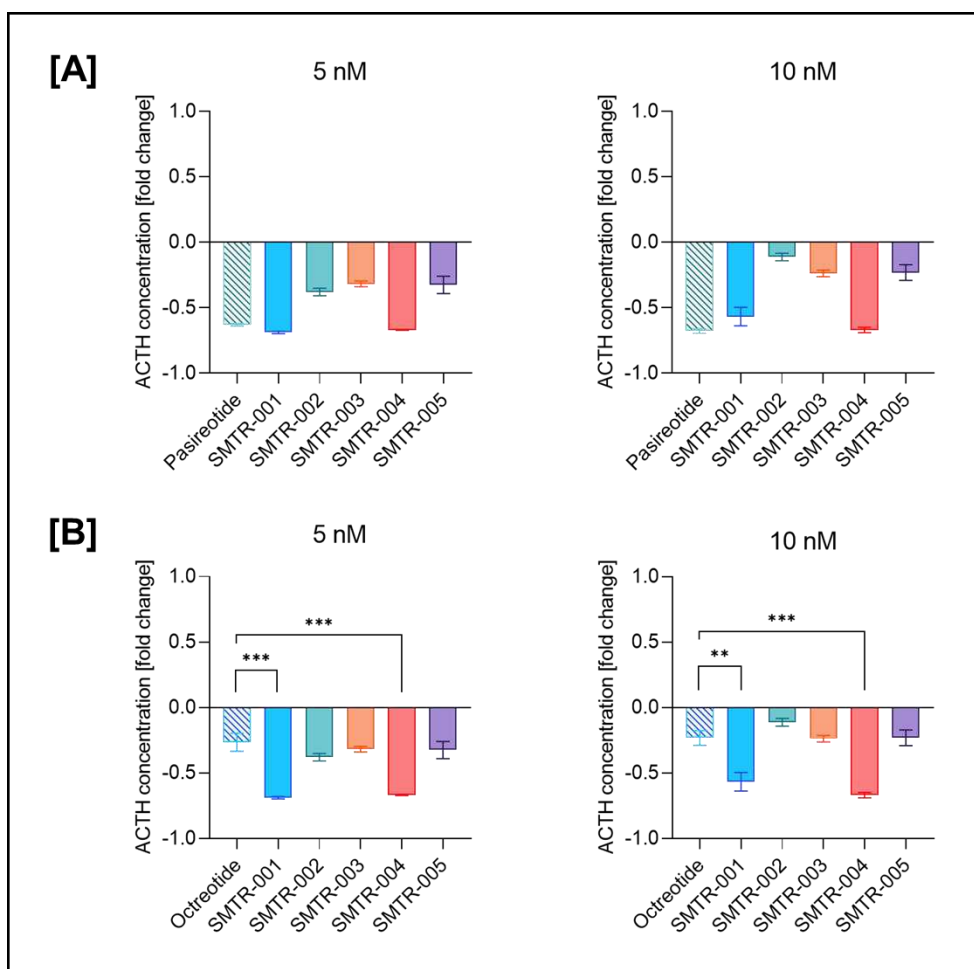 [A]
5 nM
ACTH concentration [fold change]
1.0
0.5
0.0
-0.5
-1.0
Pasireotide
SMTR-001
SMTR-002
SMTR-003
SMTR-004
SMTR-005
10 nM
ACTH concentration [fold change]
1.0
0.5
0.0
-0.5
-1.0
Pasireotide
SMTR-001
SMTR-002
SMTR-003
SMTR-004
SMTR-005
[B]
5 nM
ACTH concentration [fold change]
1.0
0.5
0.0
-0.5
-1.0
***
***
Octreotide
SMTR-001
SMTR-002
SMTR-003
SMTR-004
SMTR-005
10 nM
ACTH concentration [fold change]
1.0
0.5
0.0
-0.5
-1.0
***
**
Octreotide
SMTR-001
SMTR-002
SMTR-003
SMTR-004
SMTR-005